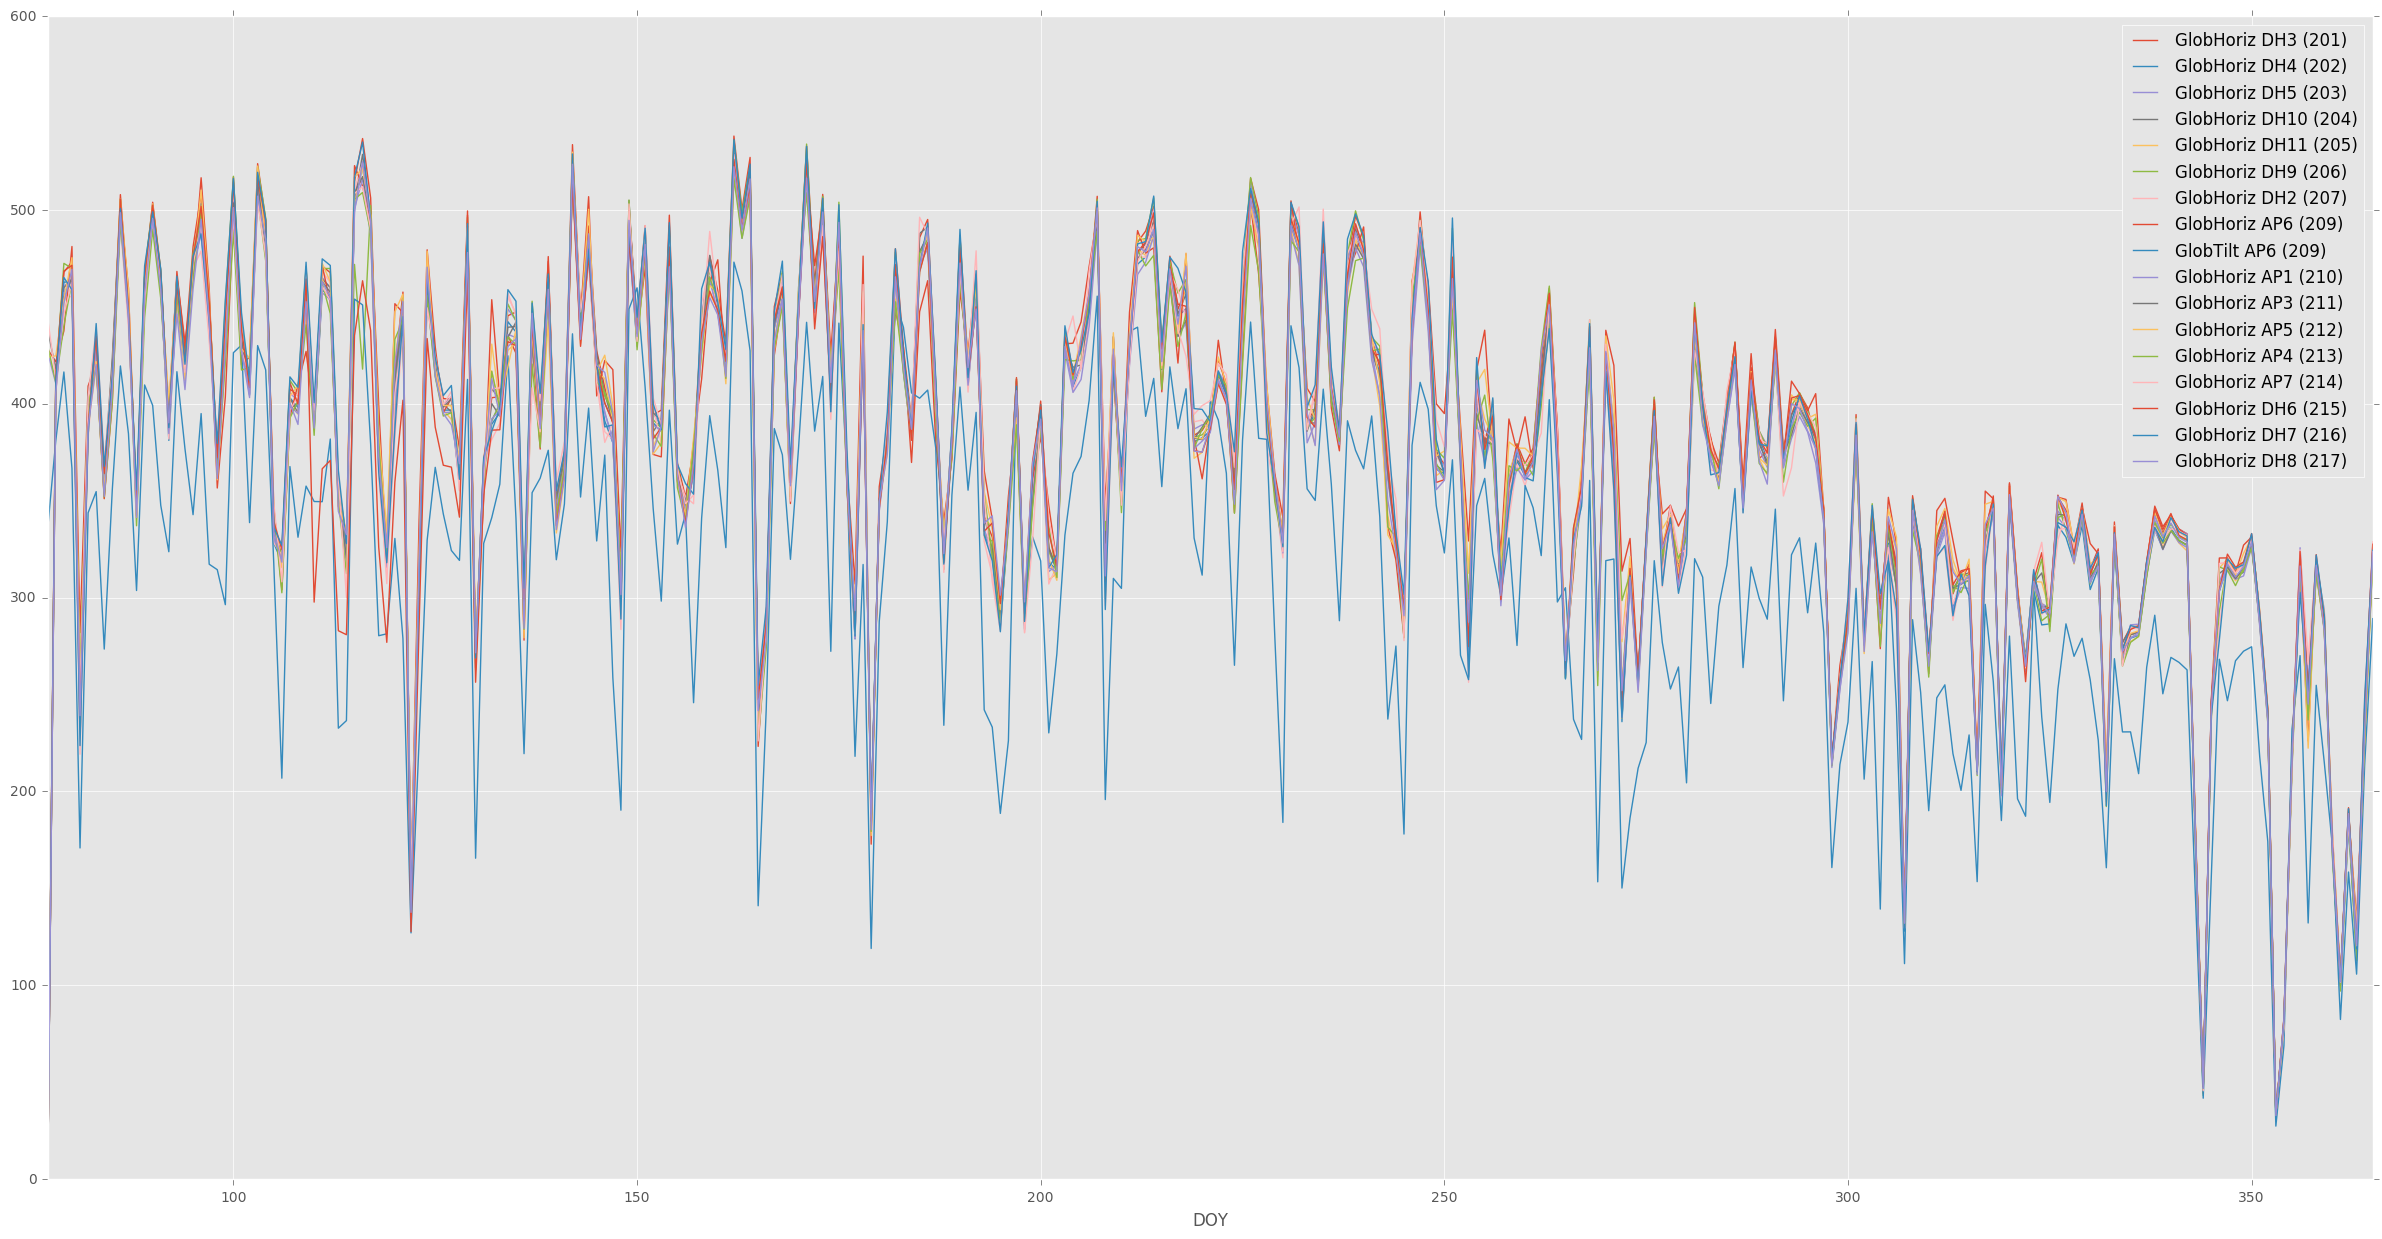 600
500
400
300
200
100
0
100
150
200
250
300
350
DOY
GlobHoriz DH3 (201)
GlobHoriz DH4 (202)
GlobHoriz DH5 (203)
GlobHoriz DH10 (204)
GlobHoriz DH11 (205)
GlobHoriz DH9 (206)
GlobHoriz DH2 (207)
GlobHoriz AP6 (209)
GlobTilt AP6 (209)
GlobHoriz AP1 (210)
GlobHoriz AP3 (211)
GlobHoriz AP5 (212)
GlobHoriz AP4 (213)
GlobHoriz AP7 (214)
GlobHoriz DH6 (215)
GlobHoriz DH7 (216)
GlobHoriz DH8 (217)